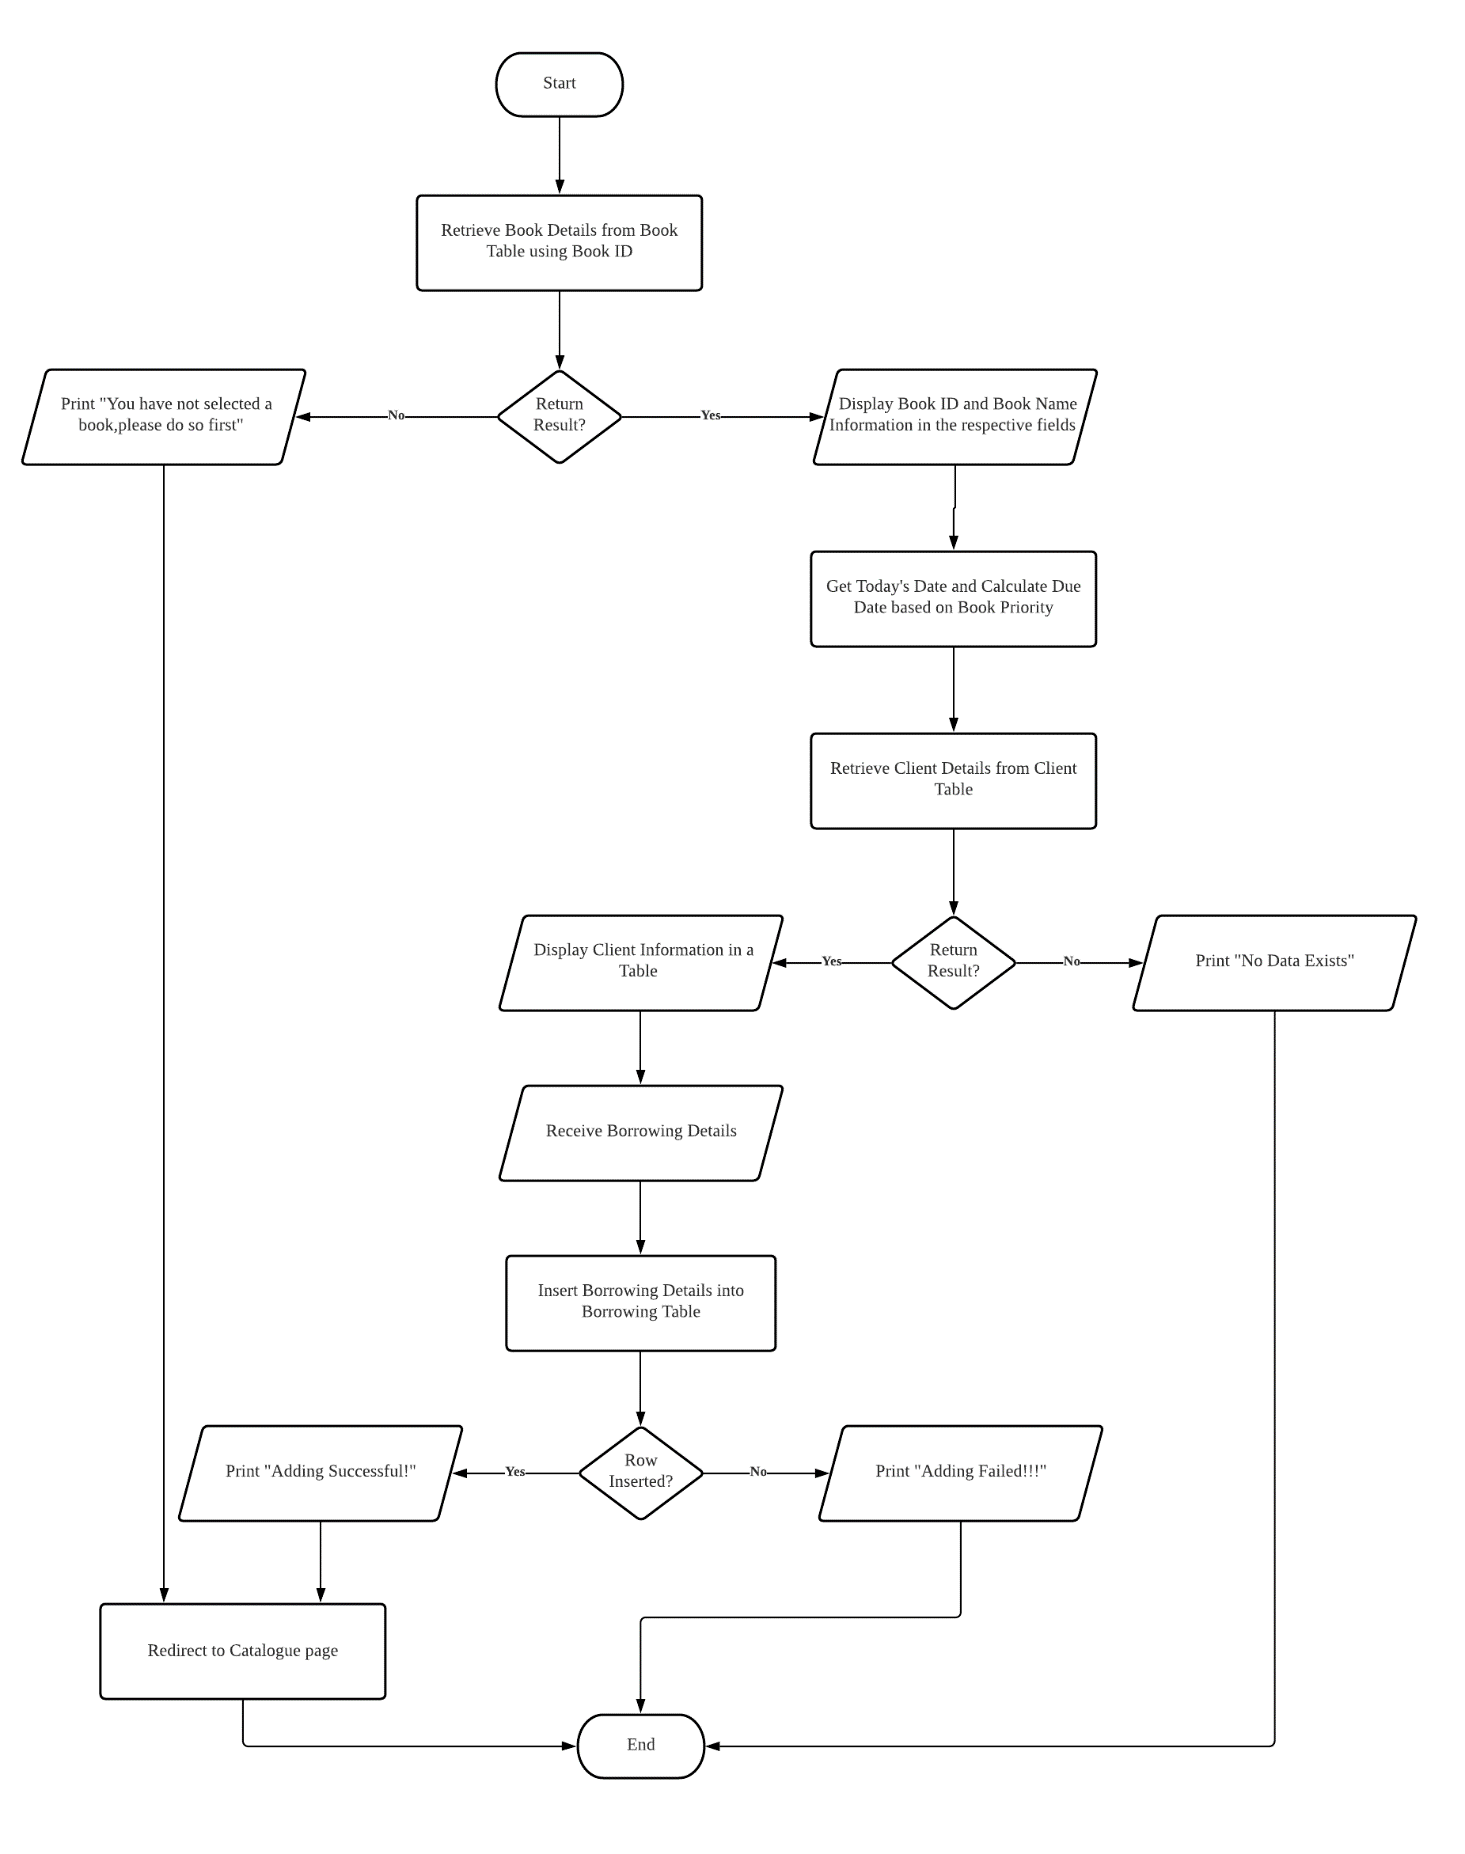 Start
Retrieve Book Details from Book
Table using Book ID
Print "You have not selected a
book,please do so first"
No
Return
Result?
Yes
Display Book ID and Book Name
Information in the respective fields
Get Today's Date and Calculate Due
Date based on Book Priority
Retrieve Client Details from Client
Table
Display Client Information in a
Table
Yes
Return
Result?
No
Print "No Data Exists"
Receive Borrowing Details
Insert Borrowing Details into
Borrowing Table
Print "Adding Successful!"
Yes
Row
Inserted?
No
Print "Adding Failed!!!"
Redirect to Catalogue page
End